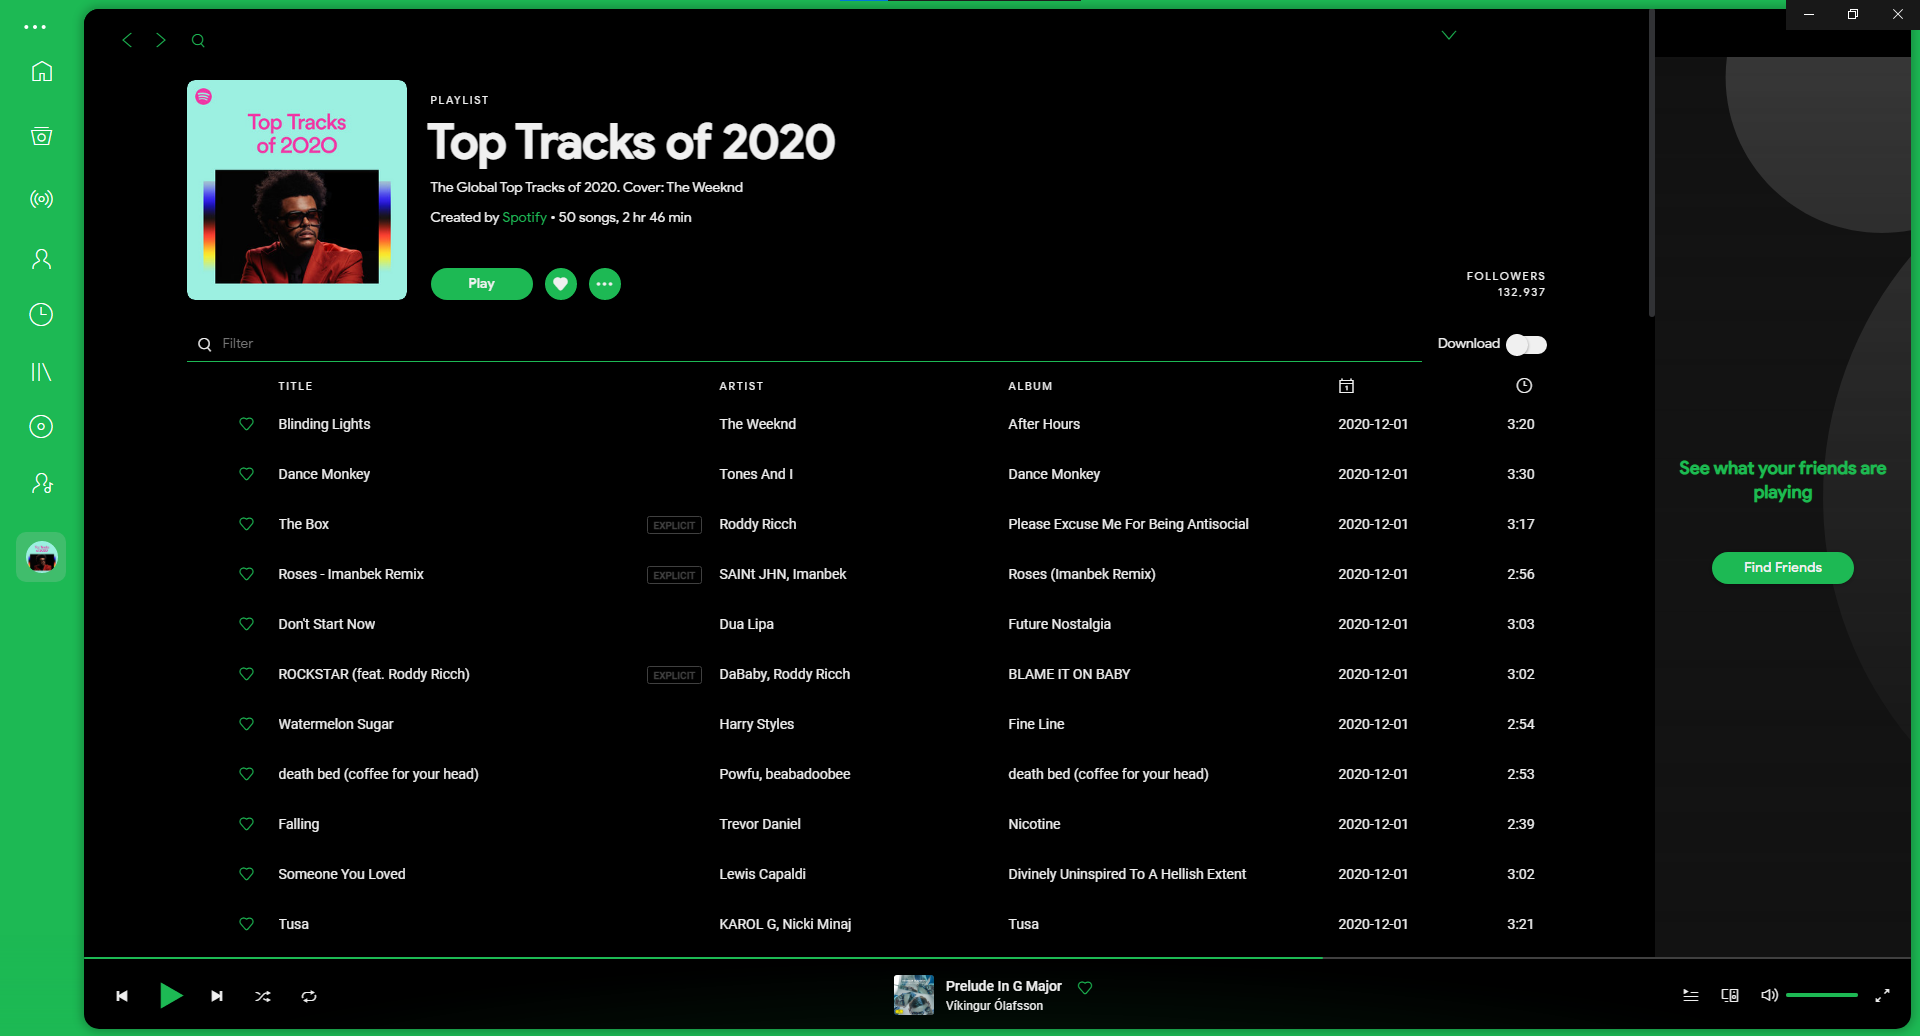 Top Tracks
of 2020
PLAYLIST
Top Tracks of 2020
The Global Top Tracks of 2020. Cover: The Weeknd
Created by Spotify • 50 songs, 2 hr 46 min
Play
FOLLOWERS
132,937
Filter
Download
TITLE ARTIST ALBUM
Blinding Lights The Weeknd After Hours 2020-12-01 3:20
Dance Monkey Tones And I Dance Monkey 2020-12-01 3:30
The Box EXPLICIT Roddy Ricch Please Excuse Me For Being Antisocial 2020-12-01 3:17
Roses - Imanbek Remix EXPLICIT SAINt JHN, Imanbek Roses (Imanbek Remix) 2020-12-01 2:56
Don't Start Now Dua Lipa Future Nostalgia 2020-12-01 3:03
ROCKSTAR (feat. Roddy Ricch) EXPLICIT DaBaby, Roddy Ricch BLAME IT ON BABY 2020-12-01 3:02
Watermelon Sugar Harry Styles Fine Line 2020-12-01 2:54
death bed (coffee for your head) Powfu, beabadoobee death bed (coffee for your head) 2020-12-01 2:53
Falling Trevor Daniel Nicotine 2020-12-01 2:39
Someone You Loved Lewis Capaldi Divinely Uninspired To A Hellish Extent 2020-12-01 3:02
Tusa KAROL G, Nicki Minaj Tusa 2020-12-01 3:21
See what your friends are
playing
Find Friends
Prelude In G Major
Víkingur Ólafsson